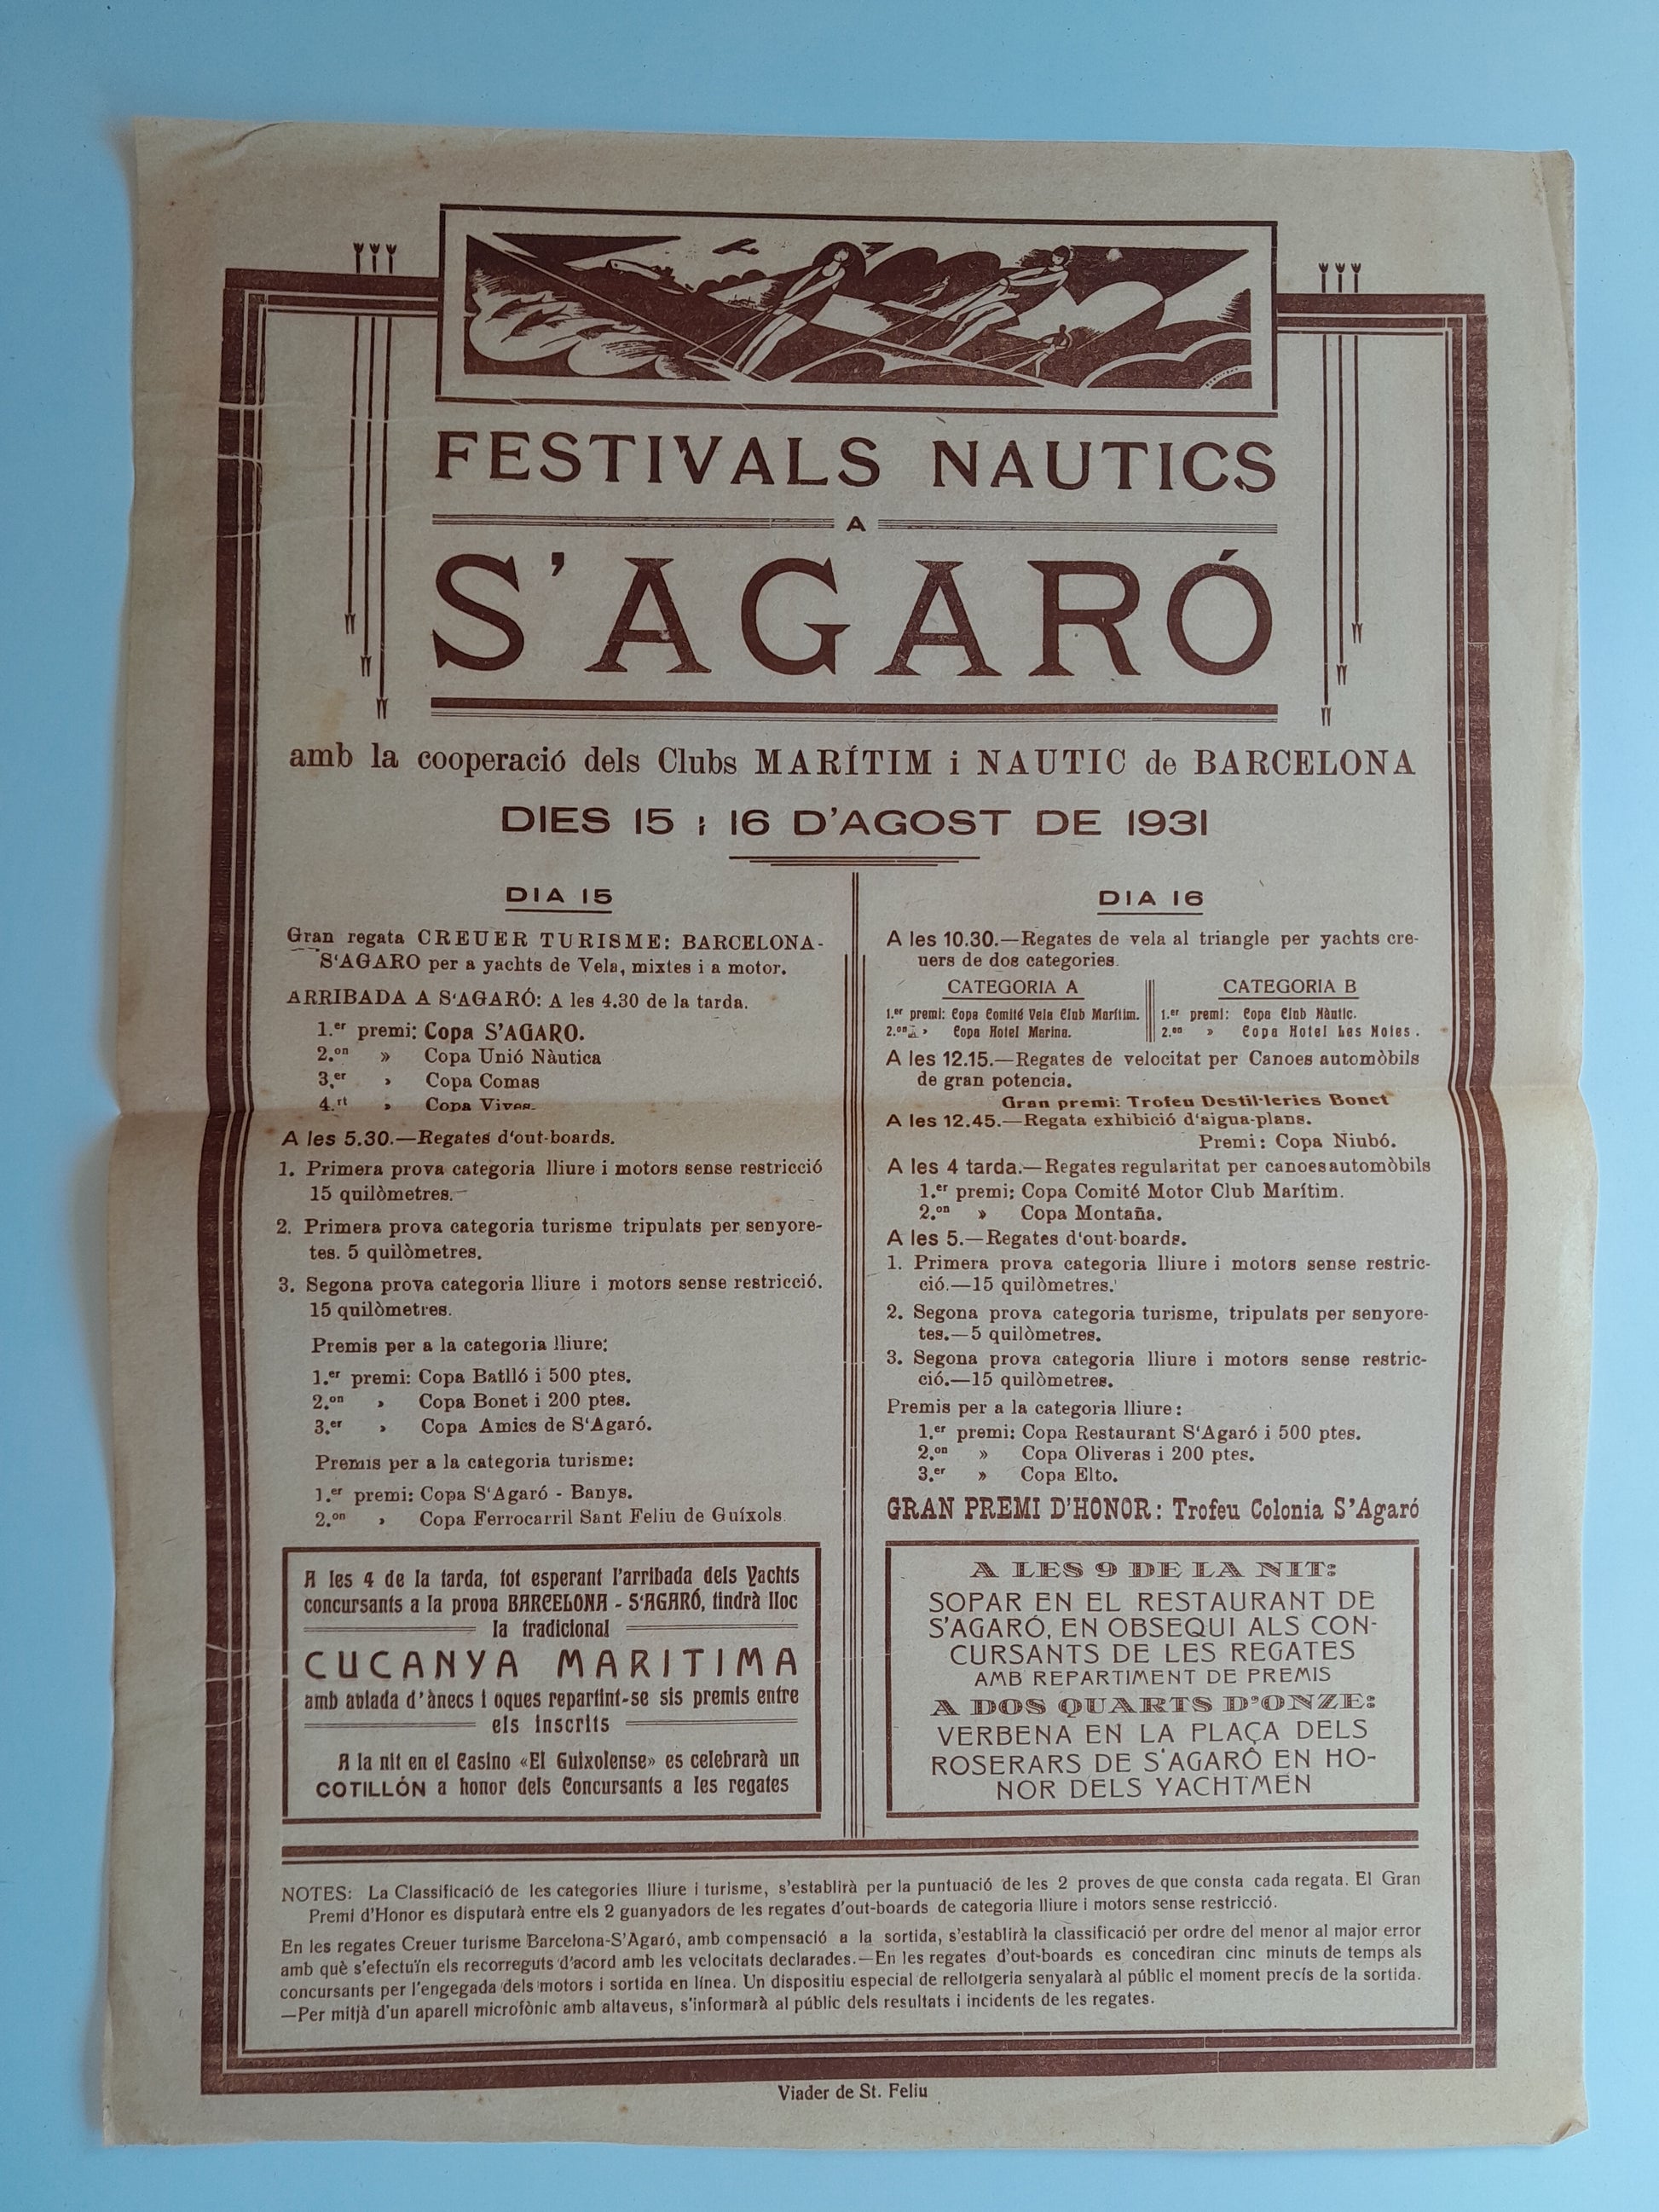 FESTIVALS NAUTICS
A
S'AGARÓ
amb la cooperació dels Clubs MARÍTIM i NAUTIC de BARCELONA
DIES 15 i 16 D'AGOST DE 1931
DIA 15
Gran regata CREUER TURISME: BARCELONA-
S'AGARO per a yachts de Vela, mixtes i a motor.
ARRIBADA A S'AGARÓ: A les 4.30 de la tarda.
1.er premi: Copa S'AGARO.
2.on » Copa Unió Nàutica
3.er » Copa Comas
4.rt » Copa Vives.
A les 5.30.—Regates d'out-boards.
1. Primera prova categoria lliure i motors sense restricció
15 quilòmetres.—
2. Primera prova categoria turisme tripulats per senyore-
tes. 5 quilòmetres.
3. Segona prova categoria lliure i motors sense restricció.
15 quilòmetres.
Premis per a la categoria lliure:
1.er premi: Copa Batlló i 500 ptes.
2.on » Copa Bonet i 200 ptes.
3.er » Copa Amics de S'Agaró.
Premis per a la categoria turisme:
1.er premi: Copa S'Agaró - Banys.
2.on » Copa Ferrocarril Sant Feliu de Guíxols
A les 4 de la tarda, tot esperant l'arribada dels Yachts
concursants a la prova BARCELONA - S'AGARÓ, tindrà lloc
la tradicional
CUCANYA MARITIMA
amb aviada d'ànecs i oques repartint-se sis premis entre
els inscrits
A la nit en el Casino «El Guixolense» es celebrarà un
COTILLÓN a honor dels Concursants a les regates
DIA 16
A les 10.30.—Regates de vela al triangle per yachts cre-
uers de dos categories.
CATEGORIA A
1.er premi: Copa Comité Vela Club Marítim.
2.on » Copa Hotel Marina.
CATEGORIA B
1.er premi: Copa Club Nàutic.
2.on » Copa Hotel Les Noies.
A les 12.15.—Regates de velocitat per Canoes automòbils
de gran potencia.
Gran premi: Trofeu Destil·leries Bonet
A les 12.45.—Regata exhibició d'aigua-plans.
Premi: Copa Niubó.
A les 4 tarda.—Regates regularitat per canoes automòbils
1.er premi: Copa Comité Motor Club Marítim.
2.on » Copa Montaña.
A les 5.—Regates d'out-boards.
1. Primera prova categoria lliure i motors sense restric-
ció.—15 quilòmetres.
2. Segona prova categoria turisme, tripulats per senyore-
tes.—5 quilòmetres.
3. Segona prova categoria lliure i motors sense restric-
ció.—15 quilòmetres.
Premis per a la categoria lliure:
1.er premi: Copa Restaurant S'Agaró i 500 ptes.
2.on » Copa Oliveras i 200 ptes.
3.er » Copa Elto.
GRAN PREMI D'HONOR: Trofeu Colonia S'Agaró
A LES 9 DE LA NIT:
SOPAR EN EL RESTAURANT DE
S'AGARÓ, EN OBSEQUI ALS CON-
CURSANTS DE LES REGATES
AMB REPARTIMENT DE PREMIS
A DOS QUARTS D'ONZE:
VERBENA EN LA PLAÇA DELS
ROSERARS DE S'AGARÓ EN HO-
NOR DELS YACHTMEN
NOTES: La Classificació de les categories lliure i turisme, s'establirà per la puntuació de les 2 proves de que consta cada regata. El Gran
Premi d'Honor es disputarà entre els 2 guanyadors de les regates d'out-boards de categoria lliure i motors sense restricció.
En les regates Creuer turisme Barcelona-S'Agaró, amb compensació a la sortida, s'establirà la classificació per ordre del menor al major error
amb què s'efectuïn els recorreguts d'acord amb les velocitats declarades.—En les regates d'out-boards es concediran cinc minuts de temps als
concursants per l'engegada dels motors i sortida en línea. Un dispositiu especial de rellotgeria senyalarà al públic el moment precís de la sortida.
—Per mitjà d'un aparell microfònic amb altaveus, s'informarà al públic dels resultats i incidents de les regates.
Viader de St. Feliu